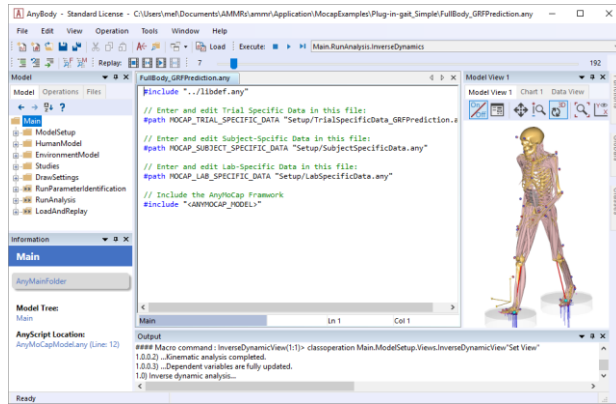 AnyBody - Standard License - C:\Users\mel\Documents\AMMRs\ammr\Application\MocapExamples\Plug-in-gait_Simple\FullBody_GRFPrediction.any
File Edit View Operation Tools Window Help
Load Execute: Main.RunAnalysis.InverseDynamics
Replay: 7 192
Model
Model Operations Files
Main
ModelSetup
HumanModel
EnvironmentModel
Studies
DrawSettings
RunParameterIdentification
RunAnalysis
LoadAndReplay
Information
Main
AnyMainFolder
Model Tree:
Main
AnyScript Location:
AnyMoCapModel.any (Line: 12)
FullBody_GRFPrediction.any
#include "../libdef.any"
// Enter and edit Trial Specific Data in this file:
#path MOCAP_TRIAL_SPECIFIC_DATA "Setup/TrialSpecificData_GRFPrediction.a
// Enter and edit Subject-Spcific Data in this file:
#path MOCAP_SUBJECT_SPECIFIC_DATA "Setup/SubjectSpecificData.any"
// Enter and edit Lab-Specific Data in this file:
#path MOCAP_LAB_SPECIFIC_DATA "Setup/LabSpecificData.any"
// Include the AnyMoCap Framwork
#include "<ANYMOCAP_MODEL>"
Main Ln 1 Col 1
Model View 1
Model View 1 Chart 1 Data View
Output
#### Macro command : InverseDynamicView(1:1)> classoperation Main.ModelSetup.Views.InverseDynamicView"Set View"
1.0.0.2) ...Kinematic analysis completed.
1.0.0.3) ...Dependent variables are fully updated.
1.0) Inverse dynamic analysis...
Ready